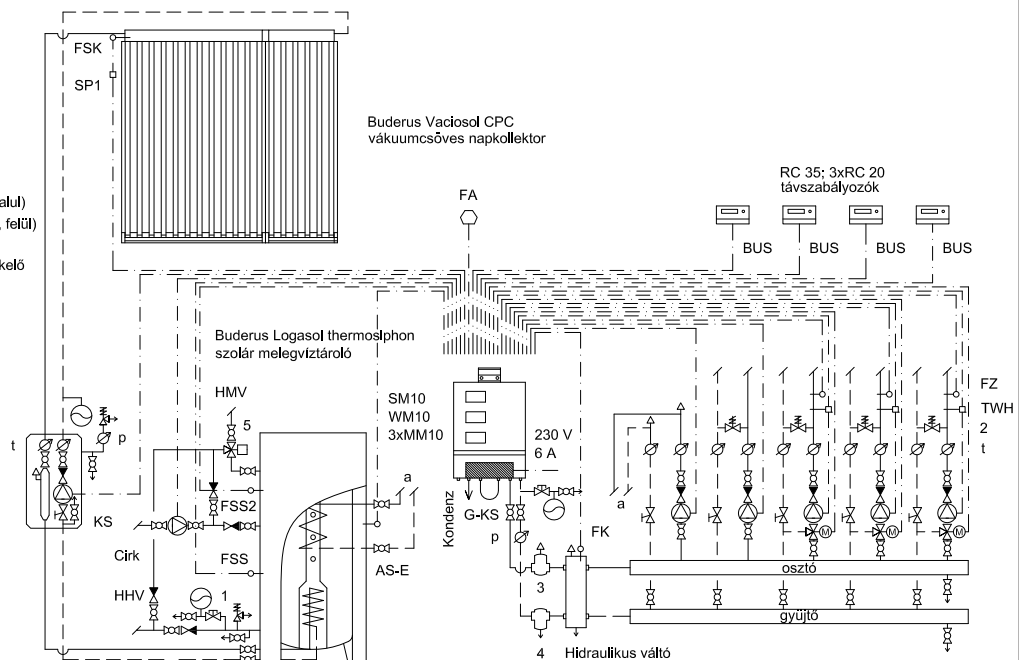 FSK
SP1
Buderus Vaciosol CPC
vákuumcsöves napkollektor
alul)
, felül)
kelő
FA
RC 35; 3xRC 20
távszabályozók
BUS
BUS
BUS
BUS
Buderus Logasol thermosiphon
szolár melegvíztároló
HMV
5
SM10
WM10
3xMM10
230 V
6 A
FZ
TWH
2
t
t
p
KS
FSS2
a
Kondenz
G-KS
p
FK
a
M
M
M
Cirk
FSS
AS-E
HHV
1
3
osztó
gyűjtő
4
Hidraulikus váltó